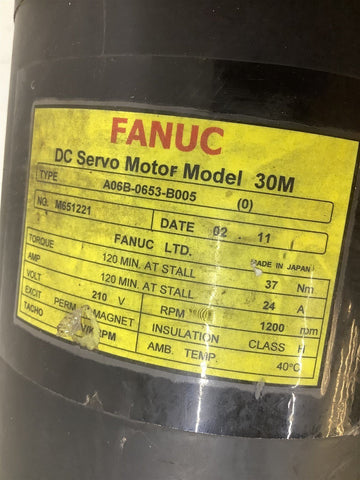 FANUC
DC Servo Motor Model 30M
TYPE A06B-0653-B005 (0)
NO. M651221 DATE 02 . 11
FANUC LTD. MADE IN JAPAN
TORQUE 120 MIN. AT STALL 37 Nm
AMP 120 MIN. AT STALL 24 A
VOLT 210 V RPM 1200 rpm
EXCIT PERM MAGNET INSULATION CLASS H
TACHO RPM AMB. TEMP. 40°C